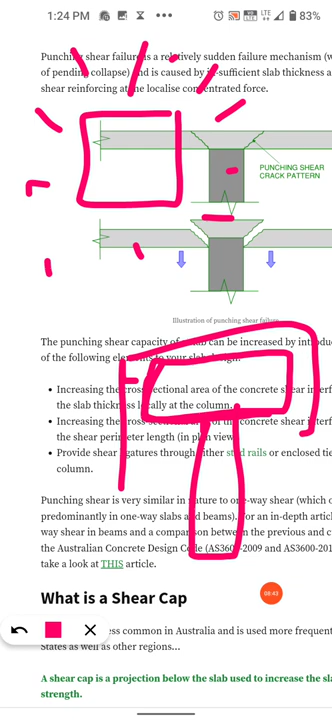 1:24 PM
LTE
83%
Punching shear failure is a relatively sudden failure mechanism (w
of pending collapse) and is caused by in-sufficient slab thickness a
shear reinforcing at the localise concentrated force.
PUNCHING SHEAR
CRACK PATTERN
Illustration of punching shear failure
The punching shear capacity of can be increased by introdu
of the following elements to your slab design:
Increasing the cross-sectional area of the concrete shear interf
the slab thickness locally at the column.
Increasing the cross-sectional area of the concrete shear interf
the shear perimeter length (in plan view
Provide shear ligatures through either stud rails or enclosed tie
column.
Punching shear is very similar in nature to one-way shear (which o
predominantly in one-way slabs and beams). For an in-depth artic
way shear in beams and a comparison between the previous and c
the Australian Concrete Design Code (AS3600-2009 and AS3600-201
take a look at THIS article.
08:43
What is a Shear Cap
ess common in Australia and is used more frequent
States as well as other regions...
A shear cap is a projection below the slab used to increase the sla
strength.